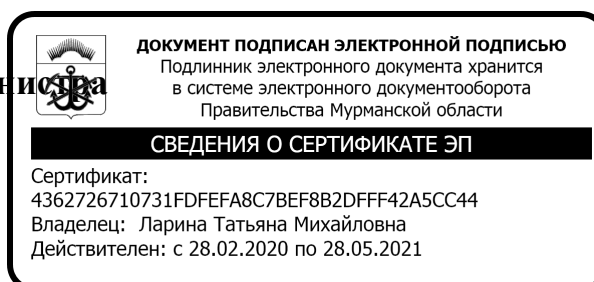 ДОКУМЕНТ ПОДПИСАН ЭЛЕКТРОННОЙ ПОДПИСЬЮ
Подлинник электронного документа хранится
нистра
в системе электронного документооборота
Правительства Мурманской области
СВЕДЕНИЯ О СЕРТИФИКАТЕ ЭП
Сертификат:
4362726710731FDFEFA8C7BEF8B2DFFF42A5CC44
Владелец: Ларина Татьяна Михайловна
Действителен: с 28.02.2020 по 28.05.2021